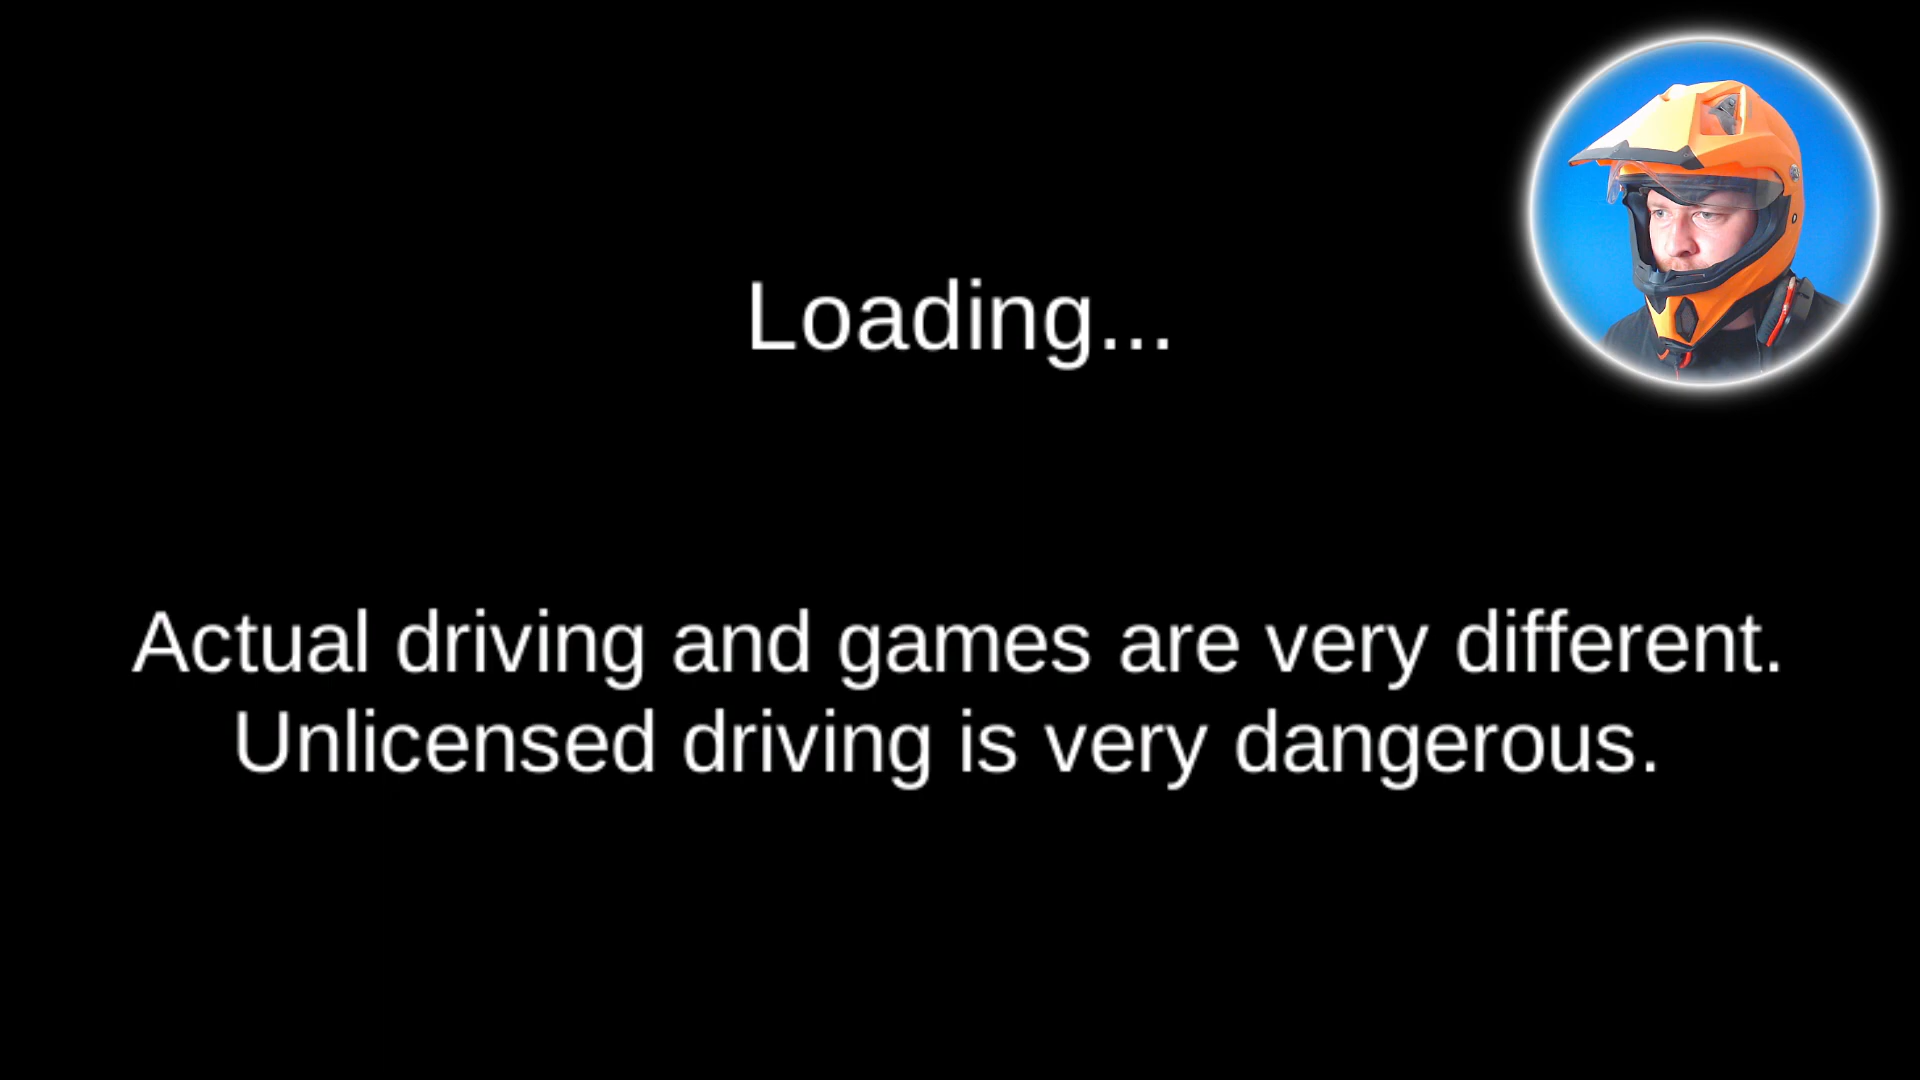 Loading...
Actual driving and games are very different.
Unlicensed driving is very dangerous.